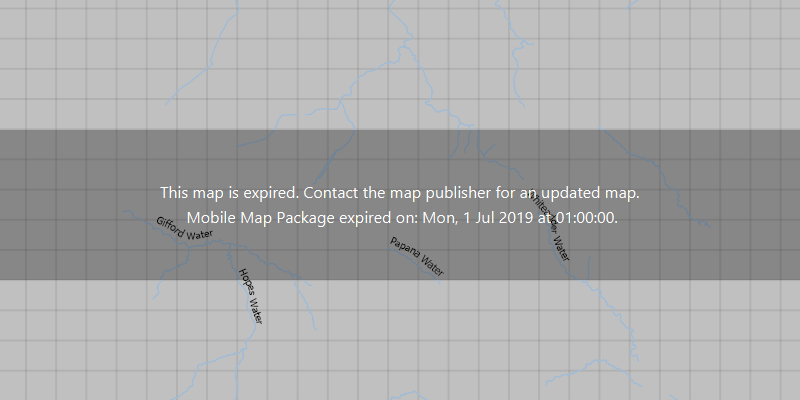 This map is expired. Contact the map publisher for an updated map.
Mobile Map Package expired on: Mon, 1 Jul 2019 at 01:00:00.
Gifford Water
Hopes Water
Papana Water
Whiteadder Water